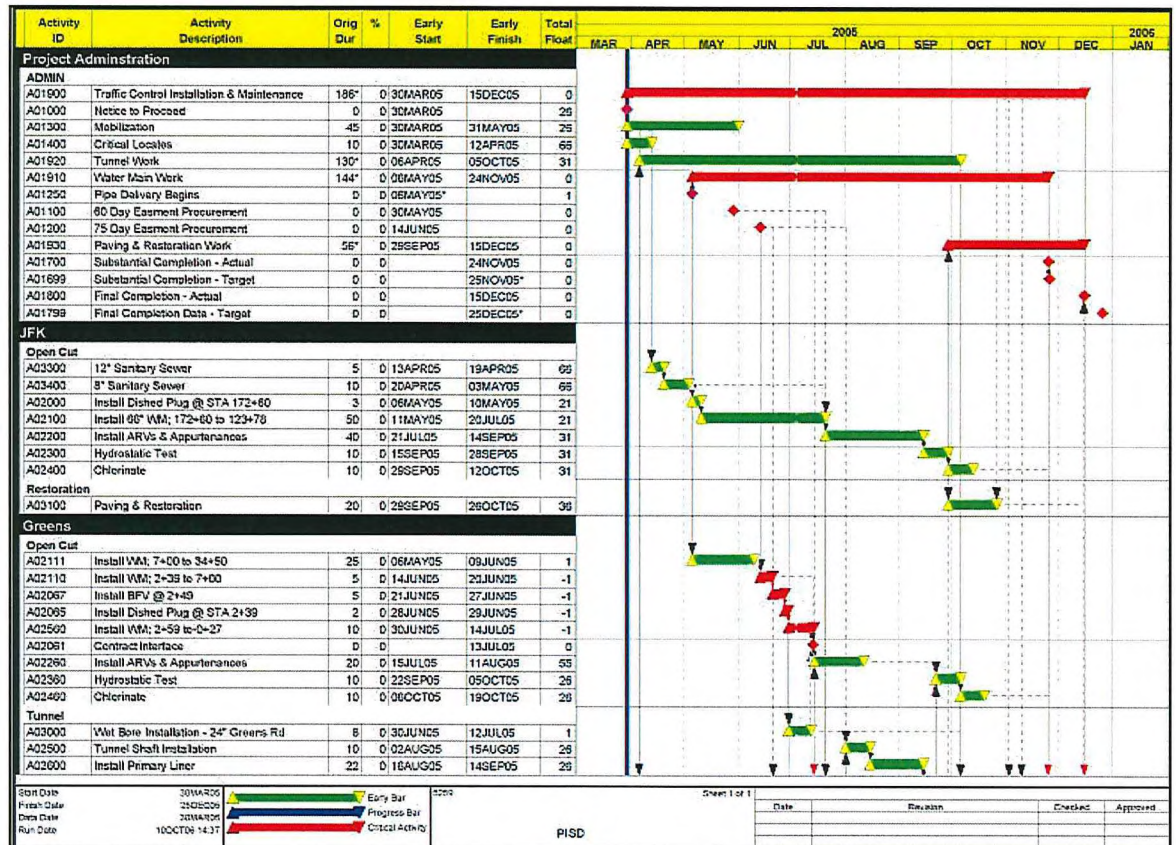 Activity ID Activity Description Orig Dur % Early Start Early Finish Total Float 2005 2006
MAR APR MAY JUN JUL AUG SEP OCT NOV DEC JAN
Project Adminstration
ADMIN
A01900 Traffic Control Installation & Maintenance 186* 0 30MAR05 15DEC05 0
A01000 Notice to Proceed 0 0 30MAR05 26
A01300 Mobilization 45 0 30MAR05 31MAY05 26
A01400 Critical Locates 10 0 30MAR05 12APR05 66
A01920 Tunnel Work 130* 0 06APR05 05OCT05 31
A01910 Water Main Work 144* 0 06MAY05 24NOV05 0
A01250 Pipe Delivery Begins 0 0 06MAY05* 1
A01100 60 Day Easment Procurement 0 0 30MAY05 0
A01200 75 Day Easment Procurement 0 0 14JUN05 0
A01930 Paving & Restoration Work 56* 0 29SEP05 15DEC05 0
A01700 Substantial Completion - Actual 0 0 24NOV05 0
A01699 Substantial Completion - Target 0 0 25NOV05* 0
A01800 Final Completion - Actual 0 0 15DEC05 0
A01799 Final Completion Date - Target 0 0 25DEC05* 0
JFK
Open Cut
A03300 12" Sanitary Sewer 5 0 13APR05 19APR05 66
A03400 8" Sanitary Sewer 10 0 20APR05 03MAY05 66
A02000 Install Dished Plug @ STA 172+60 3 0 06MAY05 10MAY05 21
A02100 Install 66" WM; 172+60 to 123+78 50 0 11MAY05 20JUL05 21
A02200 Install ARVs & Appurtenances 40 0 21JUL05 14SEP05 31
A02300 Hydrostatic Test 10 0 15SEP05 28SEP05 31
A02400 Chlorinate 10 0 29SEP05 12OCT05 31
Restoration
A03100 Paving & Restoration 20 0 29SEP05 26OCT05 36
Greens
Open Cut
A02111 Install WM; 7+00 to 34+50 25 0 06MAY05 09JUN05 1
A02110 Install WM; 2+39 to 7+00 5 0 14JUN05 20JUN05 -1
A02067 Install BFV @ 2+49 5 0 21JUN05 27JUN05 -1
A02065 Install Dished Plug @ STA 2+39 2 0 28JUN05 29JUN05 -1
A02560 Install WM; 2+59 to-0+27 10 0 30JUN05 14JUL05 -1
A02061 Contract Interface 0 0 13JUL05 0
A02260 Install ARVs & Appurtenances 20 0 15JUL05 11AUG05 55
A02360 Hydrostatic Test 10 0 22SEP05 05OCT05 26
A02460 Chlorinate 10 0 06OCT05 19OCT05 26
Tunnel
A03000 Wet Bore Installation - 24" Greens Rd 8 0 30JUN05 12JUL05 1
A02500 Tunnel Shaft Installation 10 0 02AUG05 15AUG05 26
A02600 Install Primary Liner 22 0 16AUG05 14SEP05 26
Start Date 30MAR05
Finish Date 25DEC05
Data Date 30MAR05
Run Date 10OCT06 14:37
Early Bar
Progress Bar
Critical Activity
Sheet 1 of 1
PISD
Date Revision Checked Approved